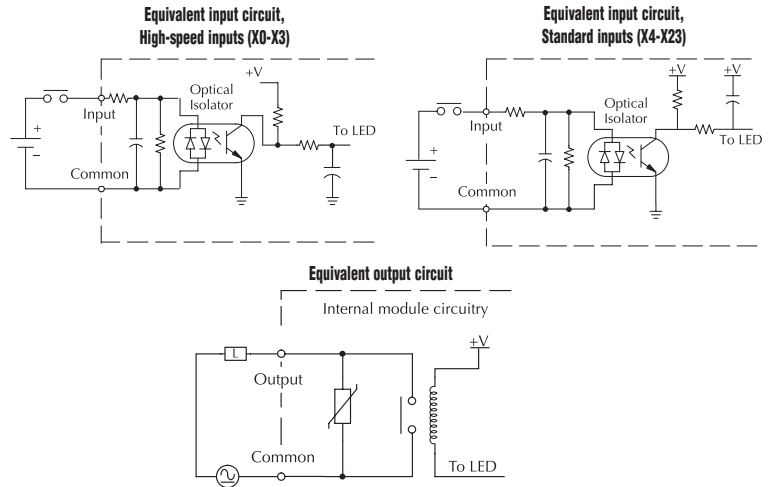 Equivalent input circuit,
High-speed inputs (X0-X3)
+V
Optical
Isolator
Input
To LED
+
–
Common
Equivalent input circuit,
Standard inputs (X4-X23)
+V
+V
Optical
Isolator
Input
To LED
+
–
Common
Equivalent output circuit
Internal module circuitry
+V
L
Output
Common
To LED